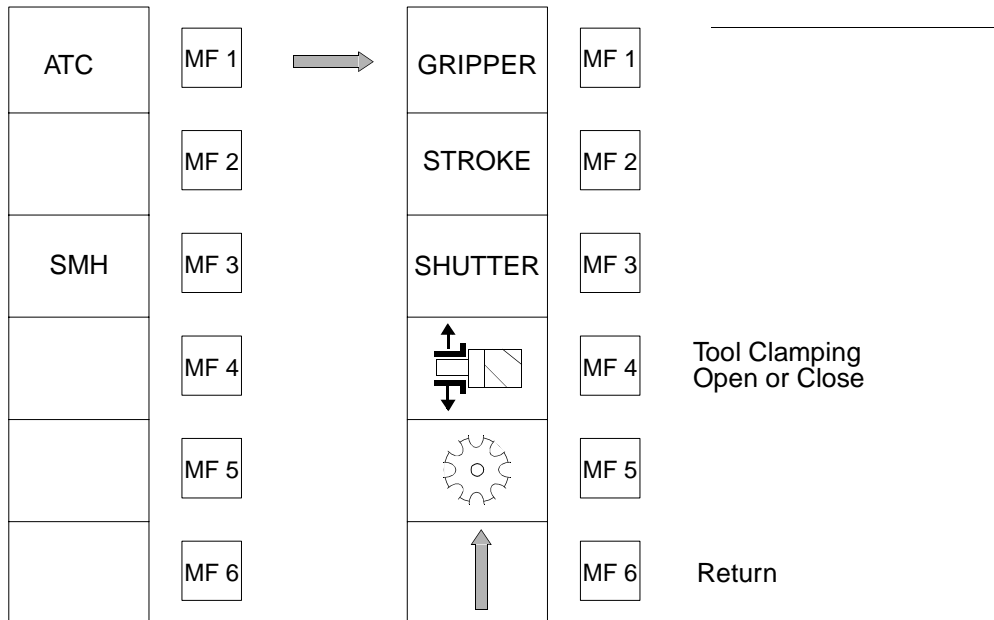 ATC
MF 1
GRIPPER
MF 1
MF 2
STROKE
MF 2
SMH
MF 3
SHUTTER
MF 3
MF 4
MF 4
Tool Clamping
Open or Close
MF 5
MF 5
MF 6
MF 6
Return